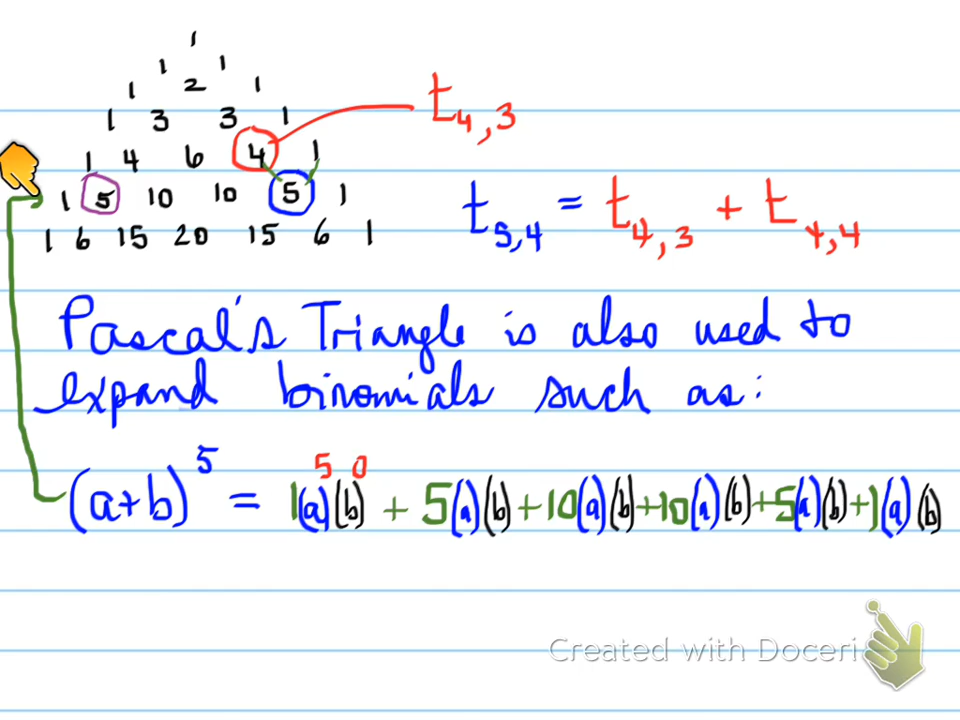 1
1 1
1 2 1
1 3 3 1
t4,3
1 4 6 4 1
1 5 10 10 5 1
t5,4 = t4,3 + t4,4
1 6 15 20 15 6 1
Pascal's Triangle is also used to
expand binomials such as:
(a+b)^5 = 1(a)^5(b)^0 + 5(a)(b) + 10(a)(b) + 10(a)(b) + 5(a)(b) + 1(a)(b)
Created with Doceri